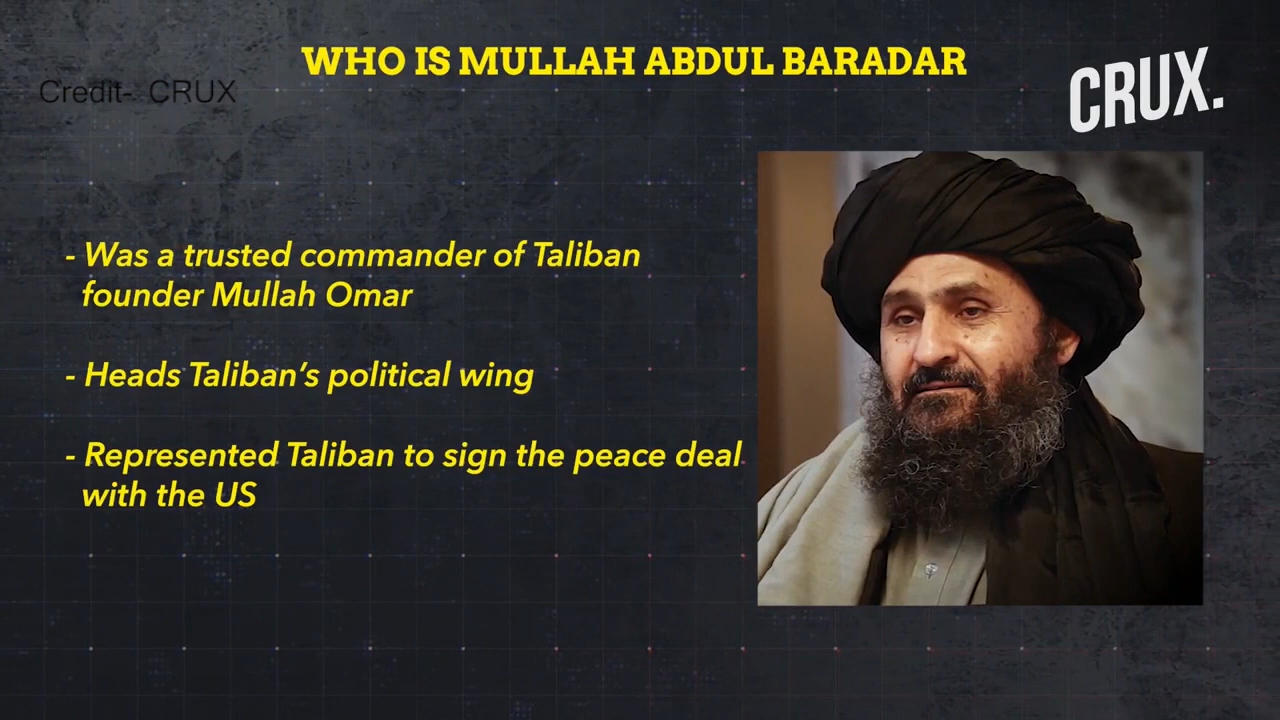 WHO IS MULLAH ABDUL BARADAR
CRUX.
Credit- CRUX
- Was a trusted commander of Taliban
founder Mullah Omar
- Heads Taliban’s political wing
- Represented Taliban to sign the peace deal
with the US